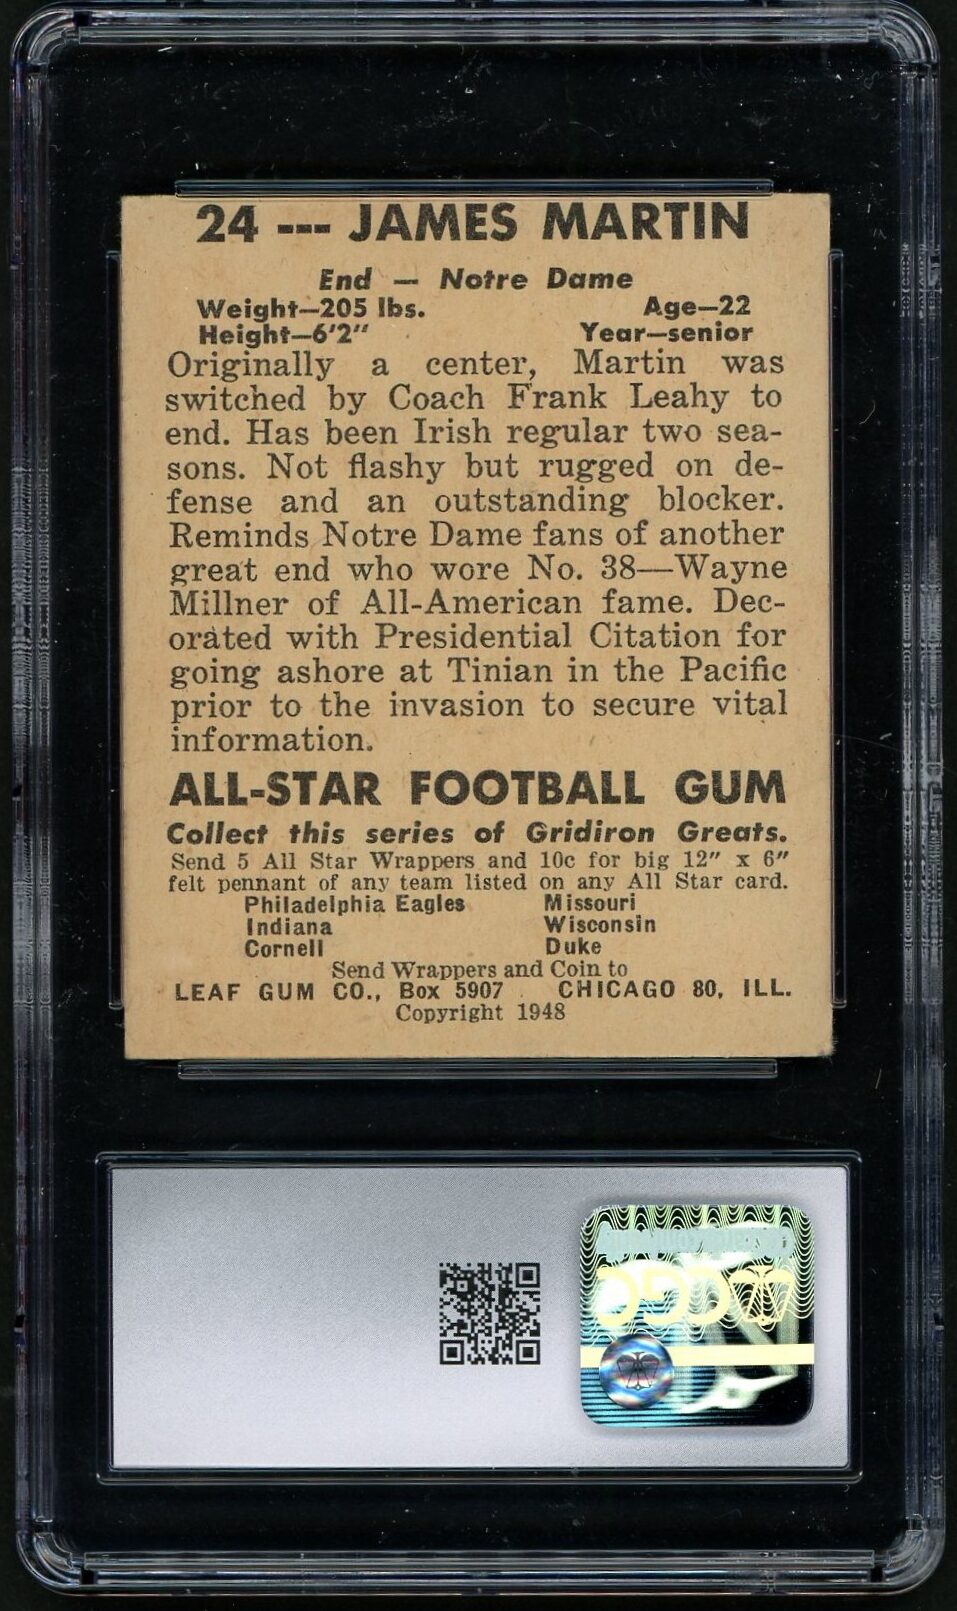 24 --- JAMES MARTIN
End — Notre Dame
Weight—205 lbs. Age—22
Height—6'2" Year—senior
Originally a center, Martin was
switched by Coach Frank Leahy to
end. Has been Irish regular two sea-
sons. Not flashy but rugged on de-
fense and an outstanding blocker.
Reminds Notre Dame fans of another
great end who wore No. 38—Wayne
Millner of All-American fame. Dec-
orated with Presidential Citation for
going ashore at Tinian in the Pacific
prior to the invasion to secure vital
information.
ALL-STAR FOOTBALL GUM
Collect this series of Gridiron Greats.
Send 5 All Star Wrappers and 10c for big 12" x 6"
felt pennant of any team listed on any All Star card.
Philadelphia Eagles Missouri
Indiana Wisconsin
Cornell Duke
Send Wrappers and Coin to
LEAF GUM CO., Box 5907 CHICAGO 80, ILL.
Copyright 1948
CGC